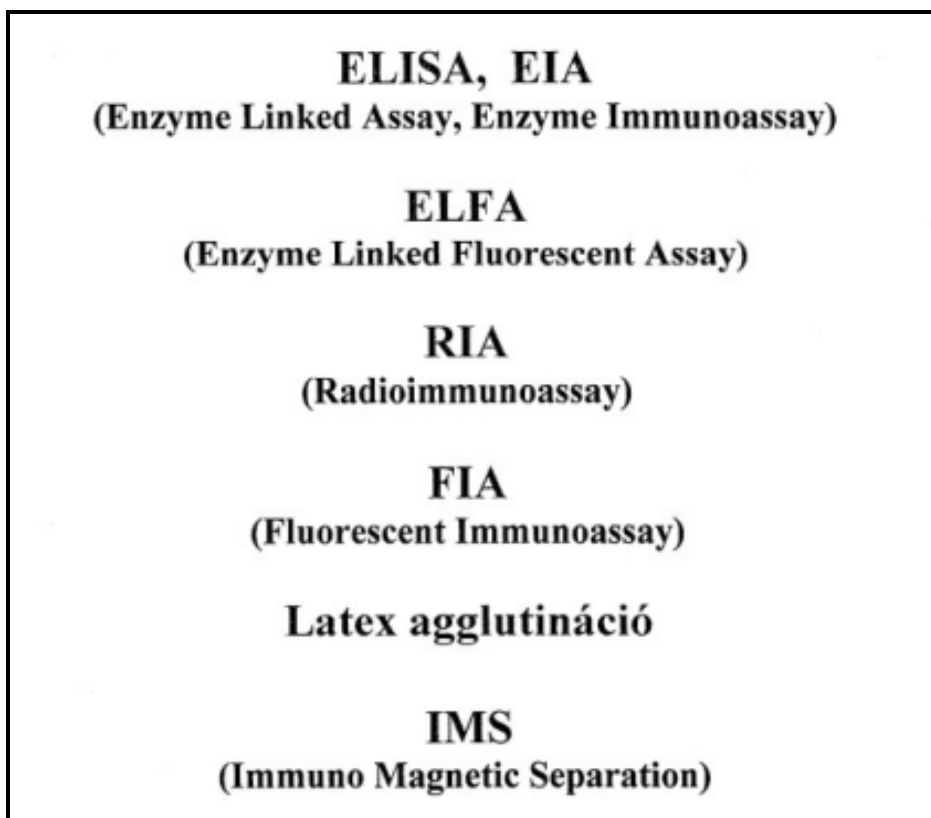 ELISA, EIA
(Enzyme Linked Assay, Enzyme Immunoassay)
ELFA
(Enzyme Linked Fluorescent Assay)
RIA
(Radioimmunoassay)
FIA
(Fluorescent Immunoassay)
Latex agglutináció
IMS
(Immuno Magnetic Separation)